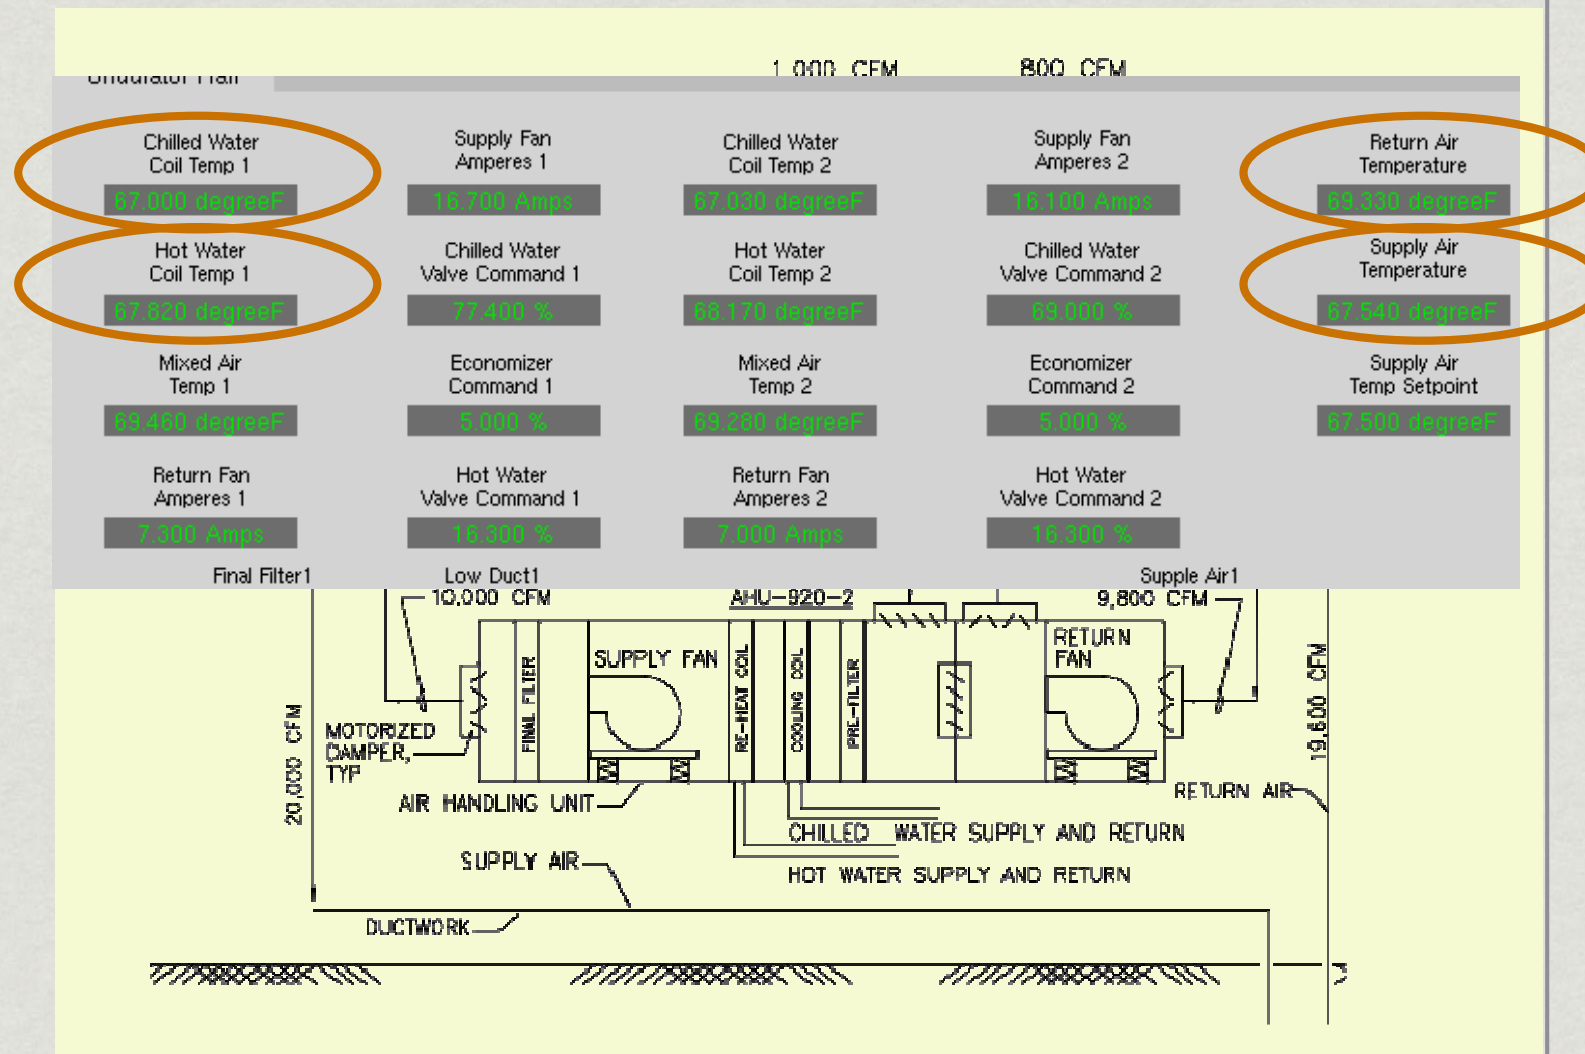 1,000 CFM
800 CFM
Undulator Hall
Chilled Water
Coil Temp 1
67.000 degreeF
Supply Fan
Amperes 1
16.700 Amps
Chilled Water
Coil Temp 2
67.030 degreeF
Supply Fan
Amperes 2
16.100 Amps
Return Air
Temperature
69.330 degreeF
Hot Water
Coil Temp 1
67.820 degreeF
Chilled Water
Valve Command 1
77.400 %
Hot Water
Coil Temp 2
68.170 degreeF
Chilled Water
Valve Command 2
69.000 %
Supply Air
Temperature
67.540 degreeF
Mixed Air
Temp 1
69.460 degreeF
Economizer
Command 1
5.000 %
Mixed Air
Temp 2
69.280 degreeF
Economizer
Command 2
5.000 %
Supply Air
Temp Setpoint
67.500 degreeF
Return Fan
Amperes 1
7.300 Amps
Hot Water
Valve Command 1
16.300 %
Return Fan
Amperes 2
7.000 Amps
Hot Water
Valve Command 2
16.300 %
Final Filter1
Low Duct1
Supple Air1
10,000 CFM
AHU-920-2
9,800 CFM
FINAL FILTER
SUPPLY FAN
RE-HEAT COIL
COOLING COIL
PRE-FILTER
RETURN
FAN
20,000 CFM
19,600 CFM
MOTORIZED
DAMPER,
TYP
AIR HANDLING UNIT
RETURN AIR
CHILLED WATER SUPPLY AND RETURN
SUPPLY AIR
HOT WATER SUPPLY AND RETURN
DUCTWORK